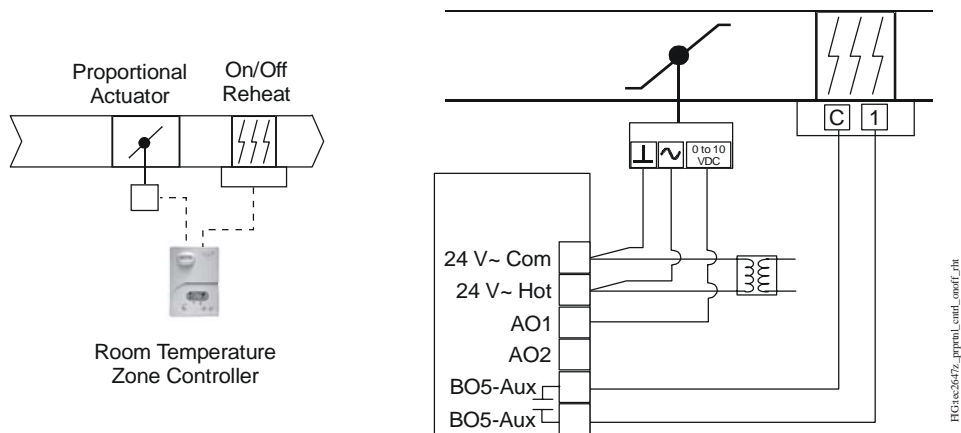 Proportional
Actuator
On/Off
Reheat
Room Temperature
Zone Controller
C 1
0 to 10
VDC
24 V~ Com
24 V~ Hot
AO1
AO2
BO5-Aux
BO5-Aux
FIG:tec2647z_prprtnl_cntrl_onoff_rht